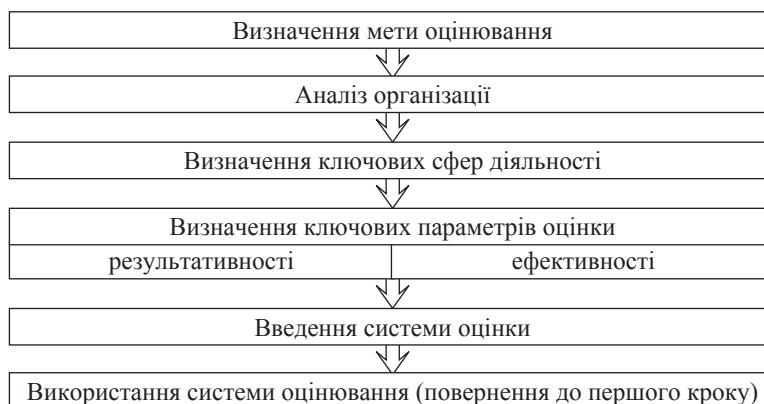 Визначення мети оцінювання
Аналіз організації
Визначення ключових сфер діяльності
Визначення ключових параметрів оцінки
результативності ефективності
Введення системи оцінки
Використання системи оцінювання (повернення до першого кроку)